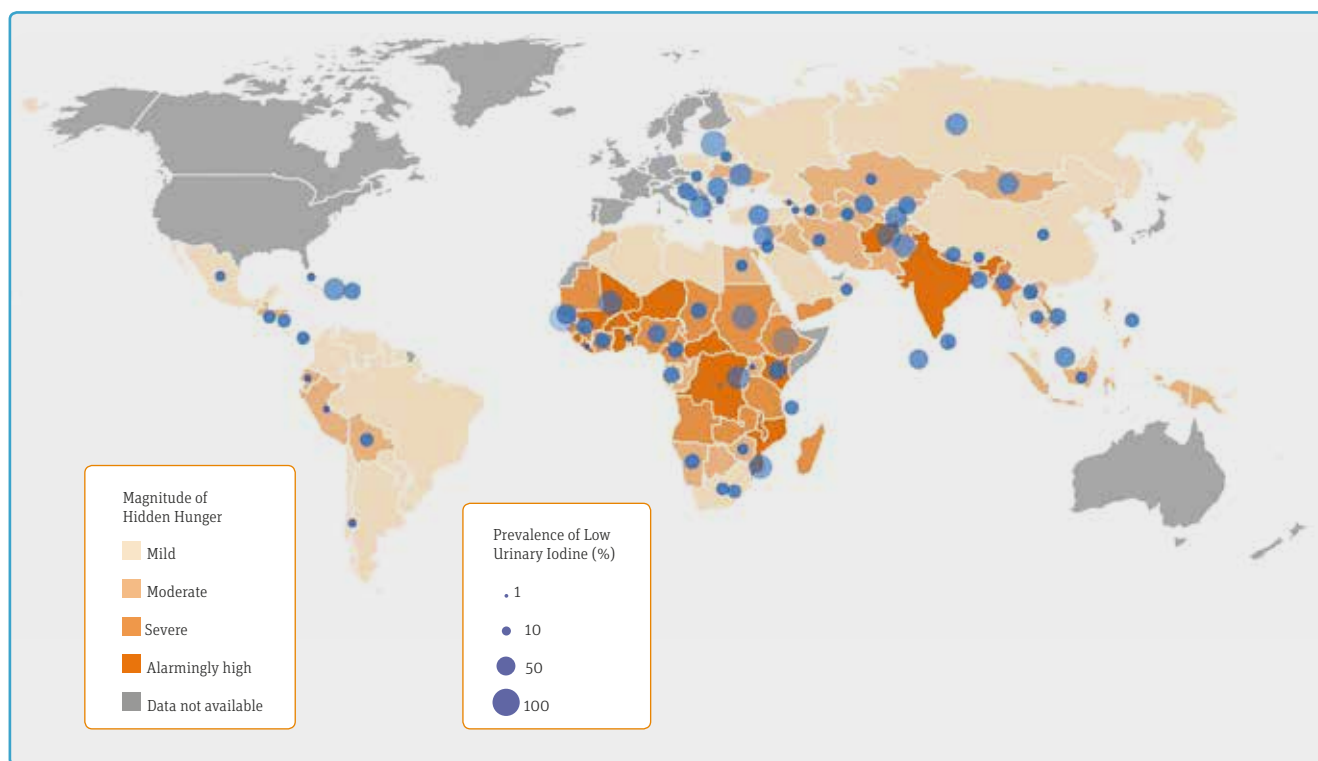 Magnitude of
Hidden Hunger
Mild
Moderate
Severe
Alarmingly high
Data not available
Prevalence of Low
Urinary Iodine (%)
1
10
50
100